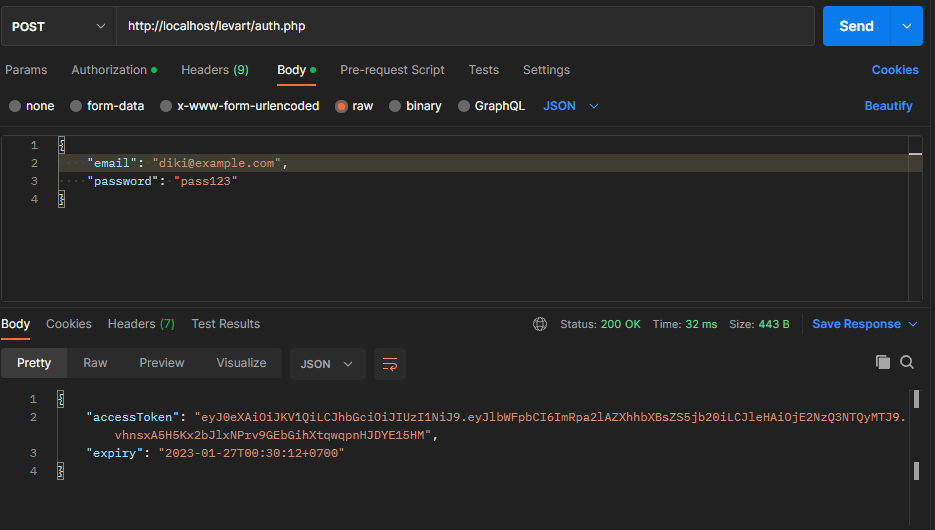 POST http://localhost/levart/auth.php Send
Params Authorization Headers (9) Body Pre-request Script Tests Settings Cookies
none form-data x-www-form-urlencoded raw binary GraphQL JSON Beautify
1 {
2 "email": "diki@example.com",
3 "password": "pass123"
4 }
Body Cookies Headers (7) Test Results Status: 200 OK Time: 32 ms Size: 443 B Save Response
Pretty Raw Preview Visualize JSON
1 {
2 "accessToken": "eyJ0eXAiOiJKV1QiLCJhbGciOiJIUzI1NiJ9.eyJlbWFpbCI6ImRpa2lAZXhhbXBsZS5jb20iLCJleHAiOjE2NzQ3NTQyMTJ9.
vhnsxA5H5Kx2bJlxNPrv9GEbGihXtqwqpnHJDYE15HM",
3 "expiry": "2023-01-27T00:30:12+0700"
4 }